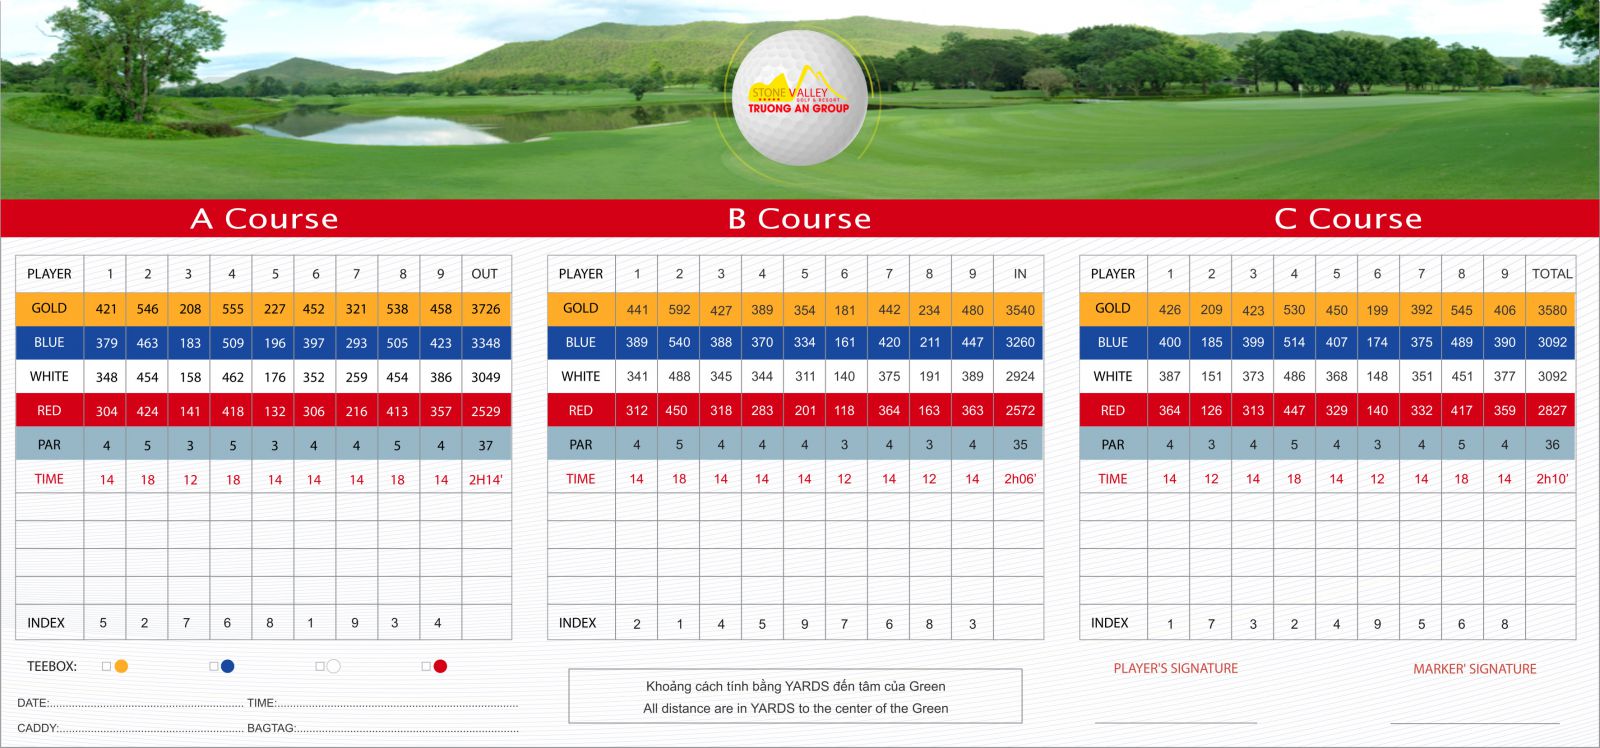 STONE VALLEY
GOLF & RESORT
TRUONG AN GROUP
A Course
B Course
C Course
PLAYER 1 2 3 4 5 6 7 8 9 OUT
GOLD 421 546 208 555 227 452 321 538 458 3726
BLUE 379 463 183 509 196 397 293 505 423 3348
WHITE 348 454 158 462 176 352 259 454 386 3049
RED 304 424 141 418 132 306 216 413 357 2529
PAR 4 5 3 5 3 4 4 5 4 37
TIME 14 18 12 18 14 14 14 18 14 2H14'
INDEX 5 2 7 6 8 1 9 3 4
PLAYER 1 2 3 4 5 6 7 8 9 IN
GOLD 441 592 427 389 354 181 442 234 480 3540
BLUE 389 540 388 370 334 161 420 211 447 3260
WHITE 341 488 345 344 311 140 375 191 389 2924
RED 312 450 318 283 201 118 364 163 363 2572
PAR 4 5 4 4 4 3 4 3 4 35
TIME 14 18 14 14 14 12 14 12 14 2h06'
INDEX 2 1 4 5 9 7 6 8 3
PLAYER 1 2 3 4 5 6 7 8 9 TOTAL
GOLD 426 209 423 530 450 199 392 545 406 3580
BLUE 400 185 399 514 407 174 375 489 390 3092
WHITE 387 151 373 486 368 148 351 451 377 3092
RED 364 126 313 447 329 140 332 417 359 2827
PAR 4 3 4 5 4 3 4 5 4 36
TIME 14 12 14 18 14 12 14 18 14 2h10'
INDEX 1 7 3 2 4 9 5 6 8
TEEBOX:
DATE: TIME:
CADDY: BAGTAG:
Khoảng cách tính bằng YARDS đến tâm của Green
All distance are in YARDS to the center of the Green
PLAYER'S SIGNATURE
MARKER' SIGNATURE